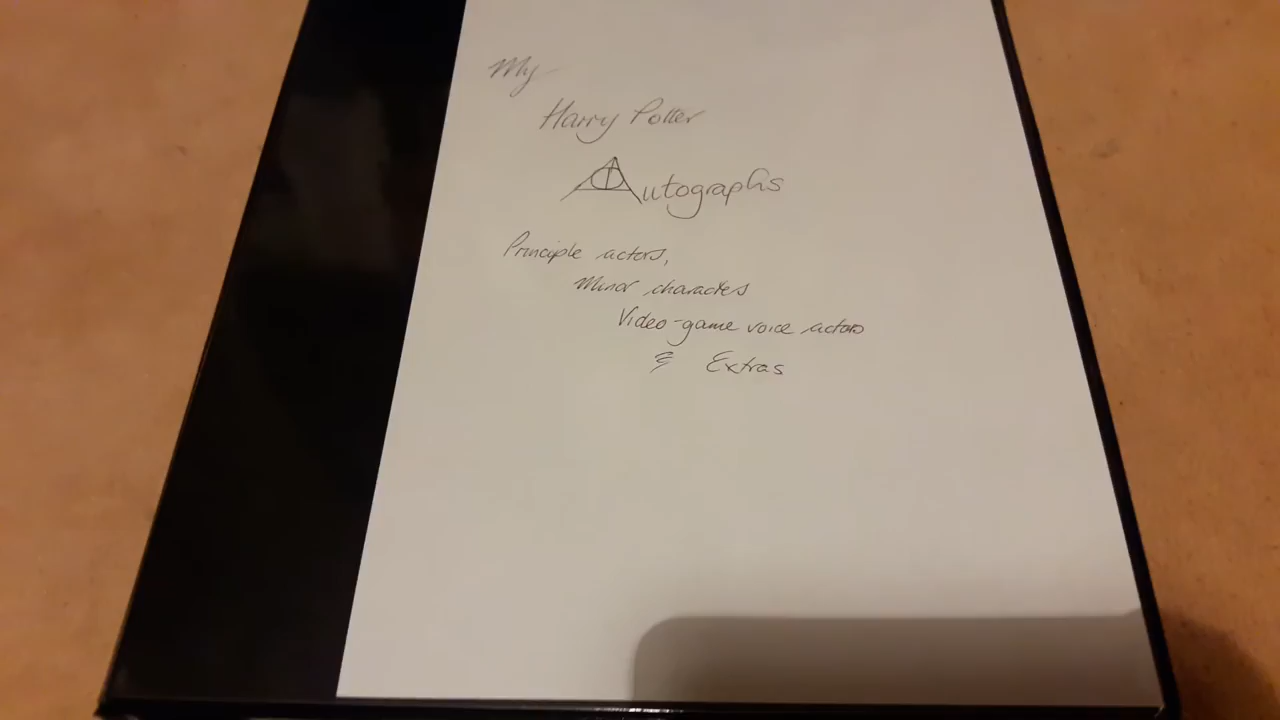 My
Harry Potter
Autographs
Principle actors,
Minor characters
Video-game voice actors
& Extras